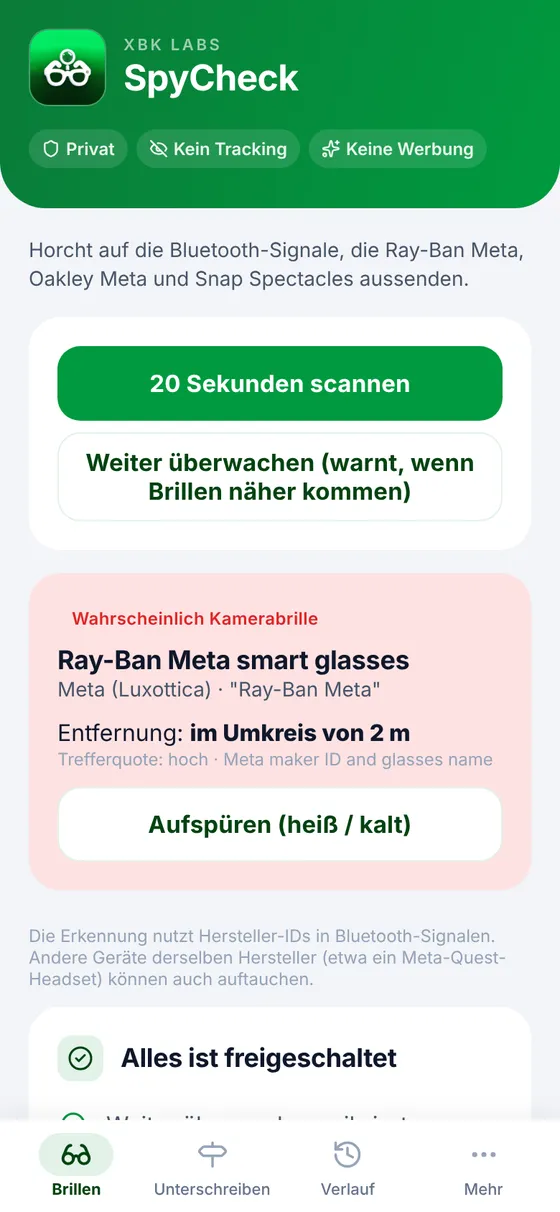 XBK LABS
SpyCheck
Privat
Kein Tracking
Keine Werbung
Horcht auf die Bluetooth-Signale, die Ray-Ban Meta,
Oakley Meta und Snap Spectacles aussenden.
20 Sekunden scannen
Weiter überwachen (warnt, wenn
Brillen näher kommen)
Wahrscheinlich Kamerabrille
Ray-Ban Meta smart glasses
Meta (Luxottica) · "Ray-Ban Meta"
Entfernung: im Umkreis von 2 m
Trefferquote: hoch · Meta maker ID and glasses name
Aufspüren (heiß / kalt)
Die Erkennung nutzt Hersteller-IDs in Bluetooth-Signalen.
Andere Geräte derselben Hersteller (etwa ein Meta-Quest-
Headset) können auch auftauchen.
Alles ist freigeschaltet
Brillen
Unterschreiben
Verlauf
Mehr